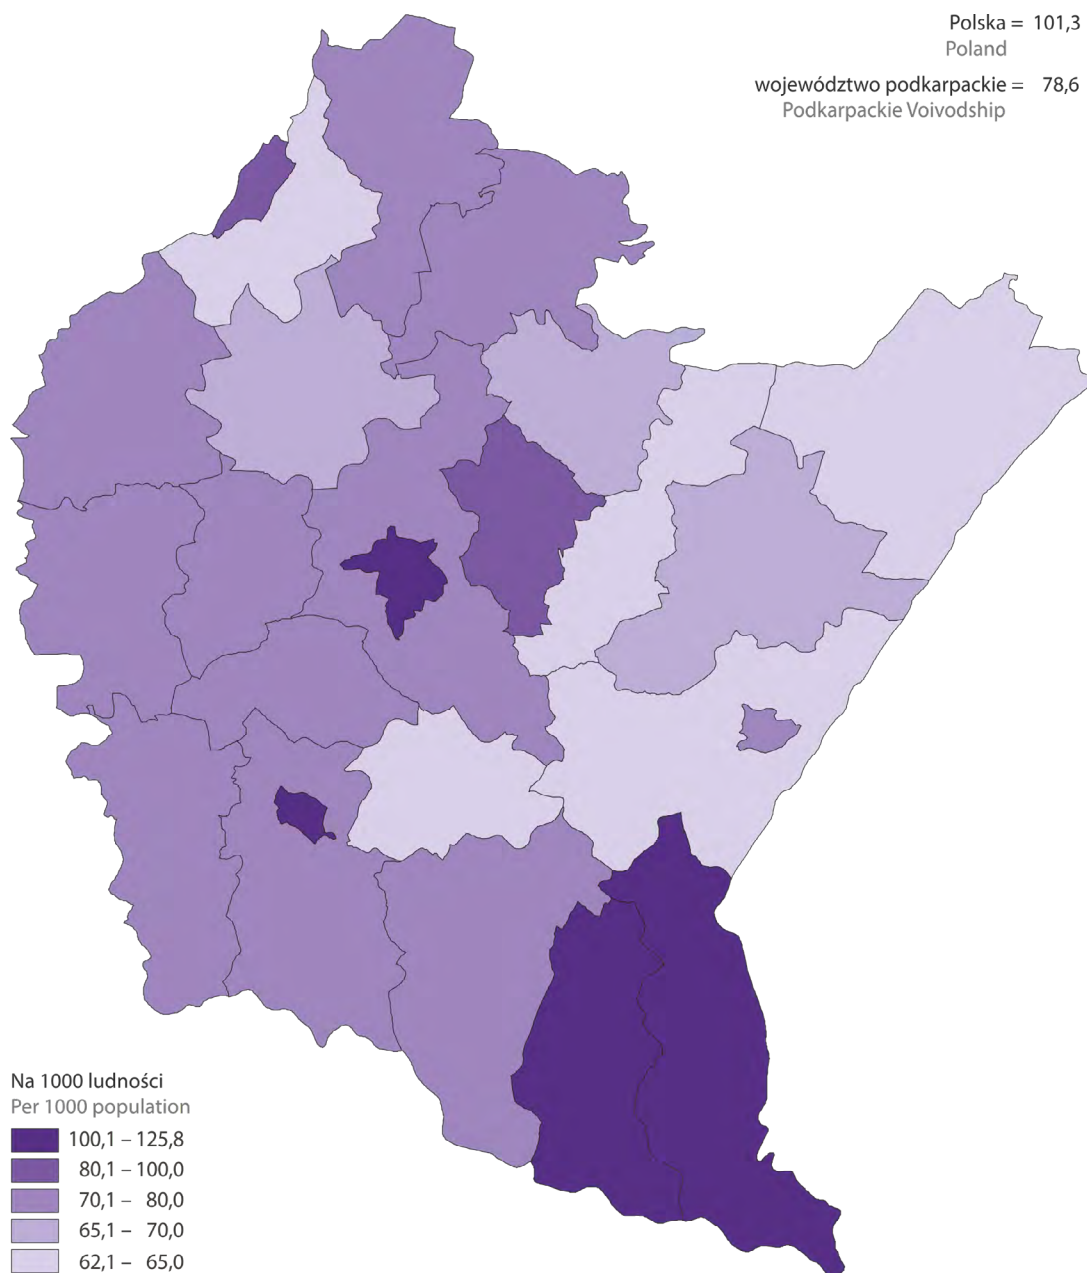 Polska = 101,3
Poland
województwo podkarpackie = 78,6
Podkarpackie Voivodship
Na 1000 ludności
Per 1000 population
100,1 – 125,8
80,1 – 100,0
70,1 – 80,0
65,1 – 70,0
62,1 – 65,0